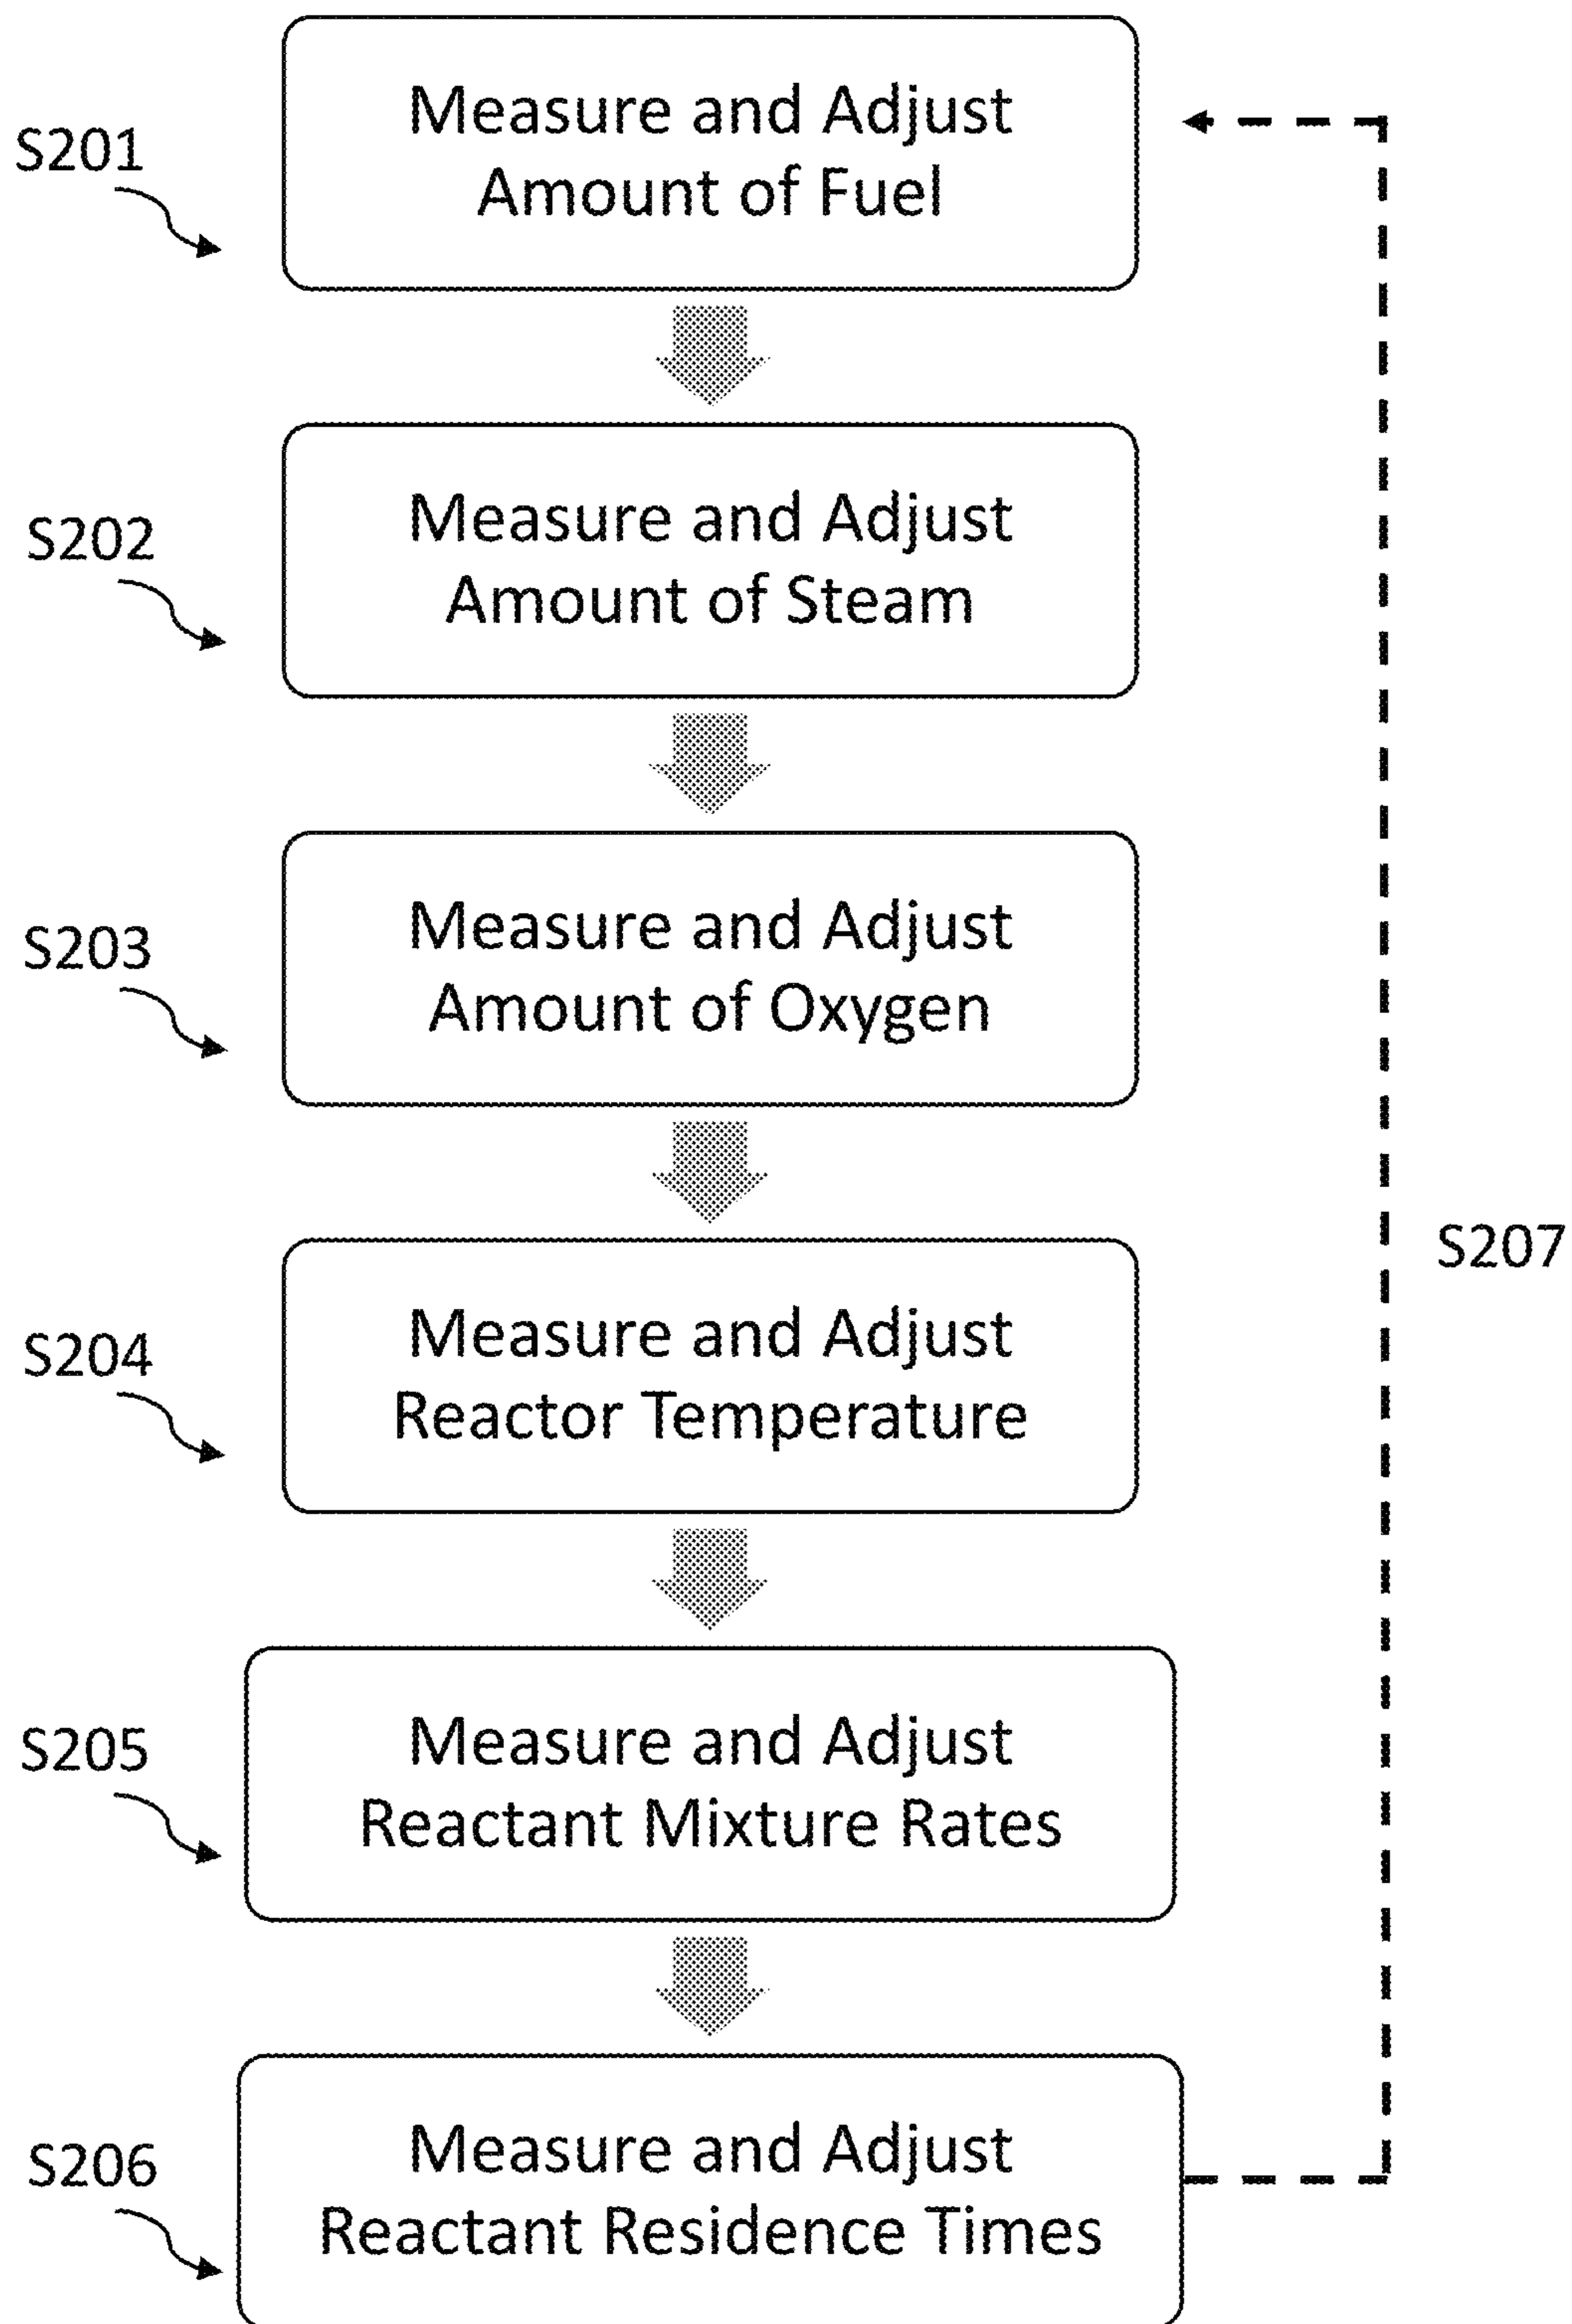 S201
Measure and Adjust
Amount of Fuel
S202
Measure and Adjust
Amount of Steam
S203
Measure and Adjust
Amount of Oxygen
S204
Measure and Adjust
Reactor Temperature
S207
S205
Measure and Adjust
Reactant Mixture Rates
S206
Measure and Adjust
Reactant Residence Times